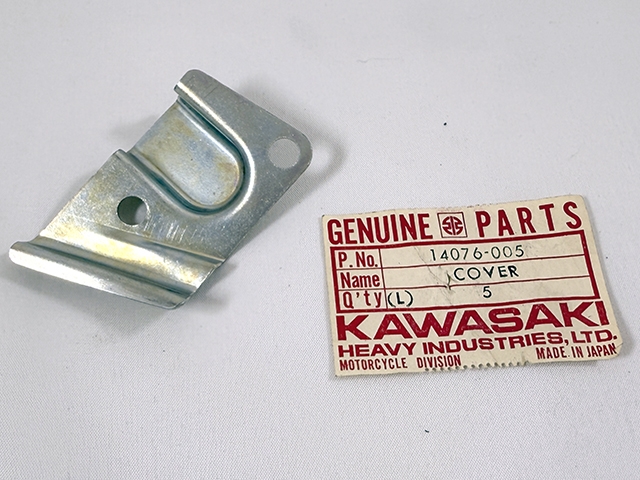 GENUINE PARTS
P. No. 14076-005
Name COVER
Q'ty (L) 5
KAWASAKI
HEAVY INDUSTRIES, LTD.
MOTORCYCLE DIVISION MADE IN JAPAN